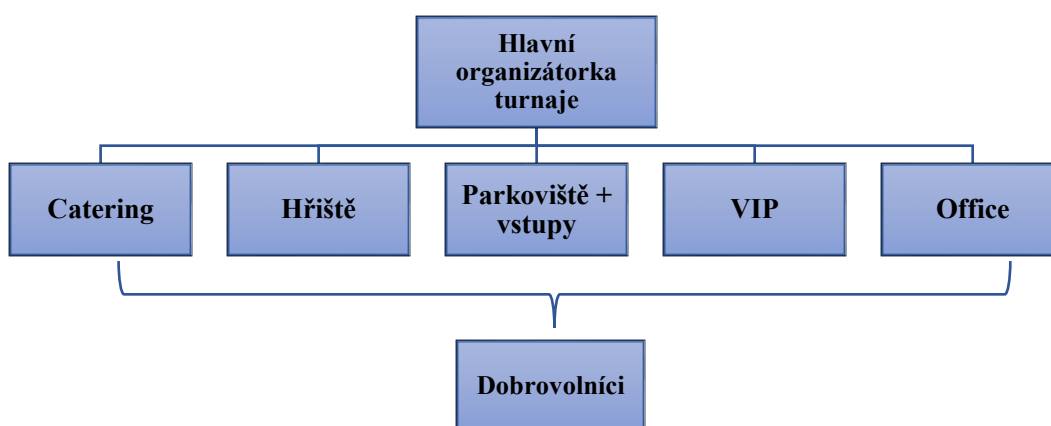 Hlavní
organizátorka
turnaje
Catering
Hřiště
Parkoviště +
vstupy
VIP
Office
Dobrovolníci